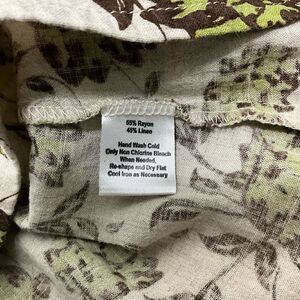 55% Rayon
45% Linen
Hand Wash Cold
Only Non Chlorine Bleach
When Needed,
Re-shape and Dry Flat
Cool Iron as Necessary